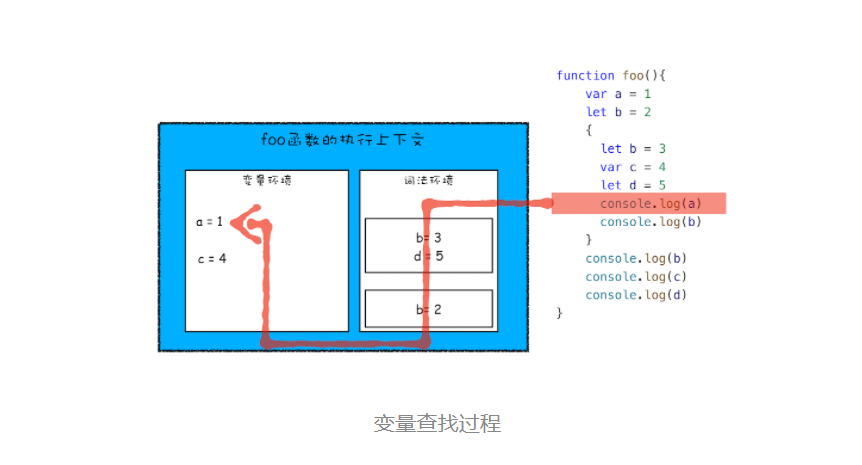 foo函数的执行上下文
变量环境
a = 1
c = 4
词法环境
b= 3
d = 5
b= 2
function foo(){
    var a = 1
    let b = 2
    {
      let b = 3
      var c = 4
      let d = 5
      console.log(a)
      console.log(b)
    }
    console.log(b)
    console.log(c)
    console.log(d)
}
变量查找过程